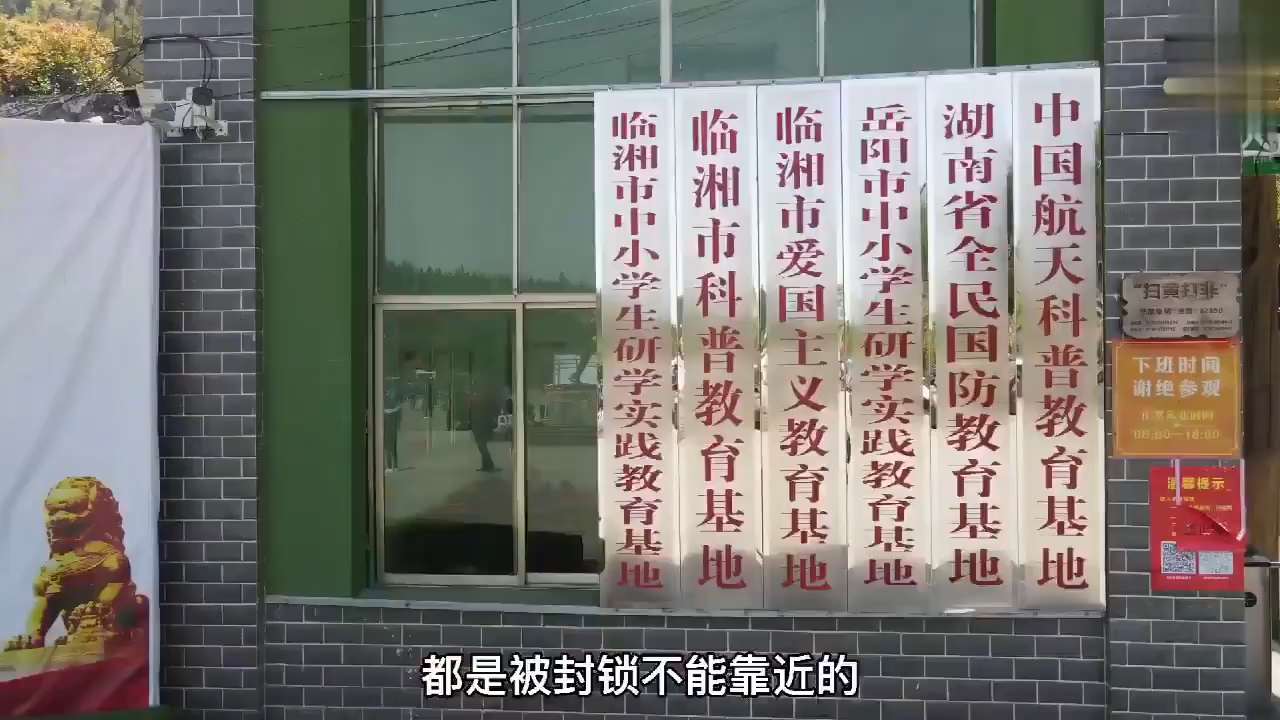 中国航天科普教育基地
湖南省全民国防教育基地
岳阳市中小学生研学实践教育基地
临湘市爱国主义教育基地
临湘市科普教育基地
临湘市中小学生研学实践教育基地
“扫黄打非”
下班时间
谢绝参观
08:00—18:00
温馨提示
都是被封锁不能靠近的